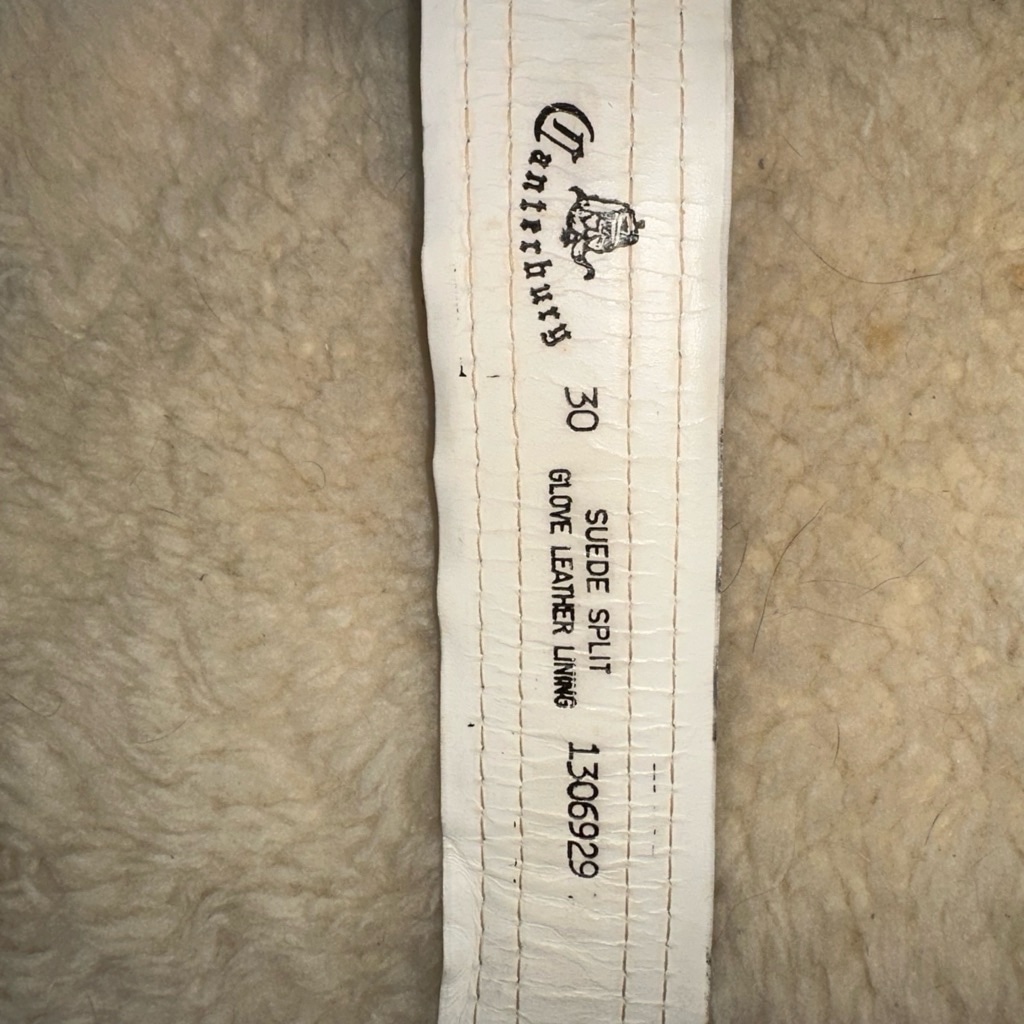 Canterbury
30
SUEDE SPLIT
GLOVE LEATHER LINING
1306929